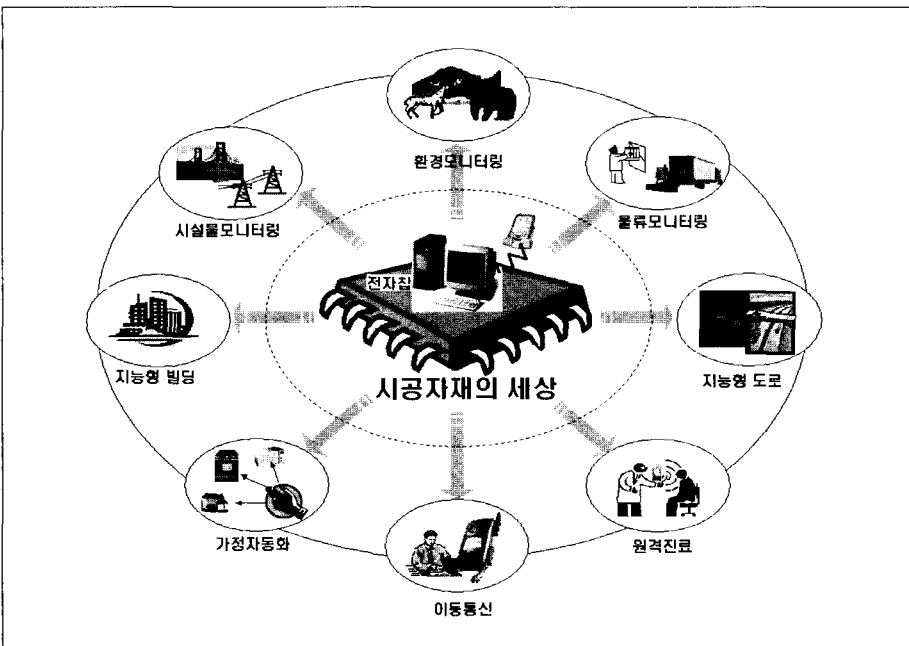 환경모니터링
시설물모니터링
물류모니터링
전자칩
지능형 빌딩
시공자재의 세상
지능형 도로
가정자동화
원격진료
이동통신